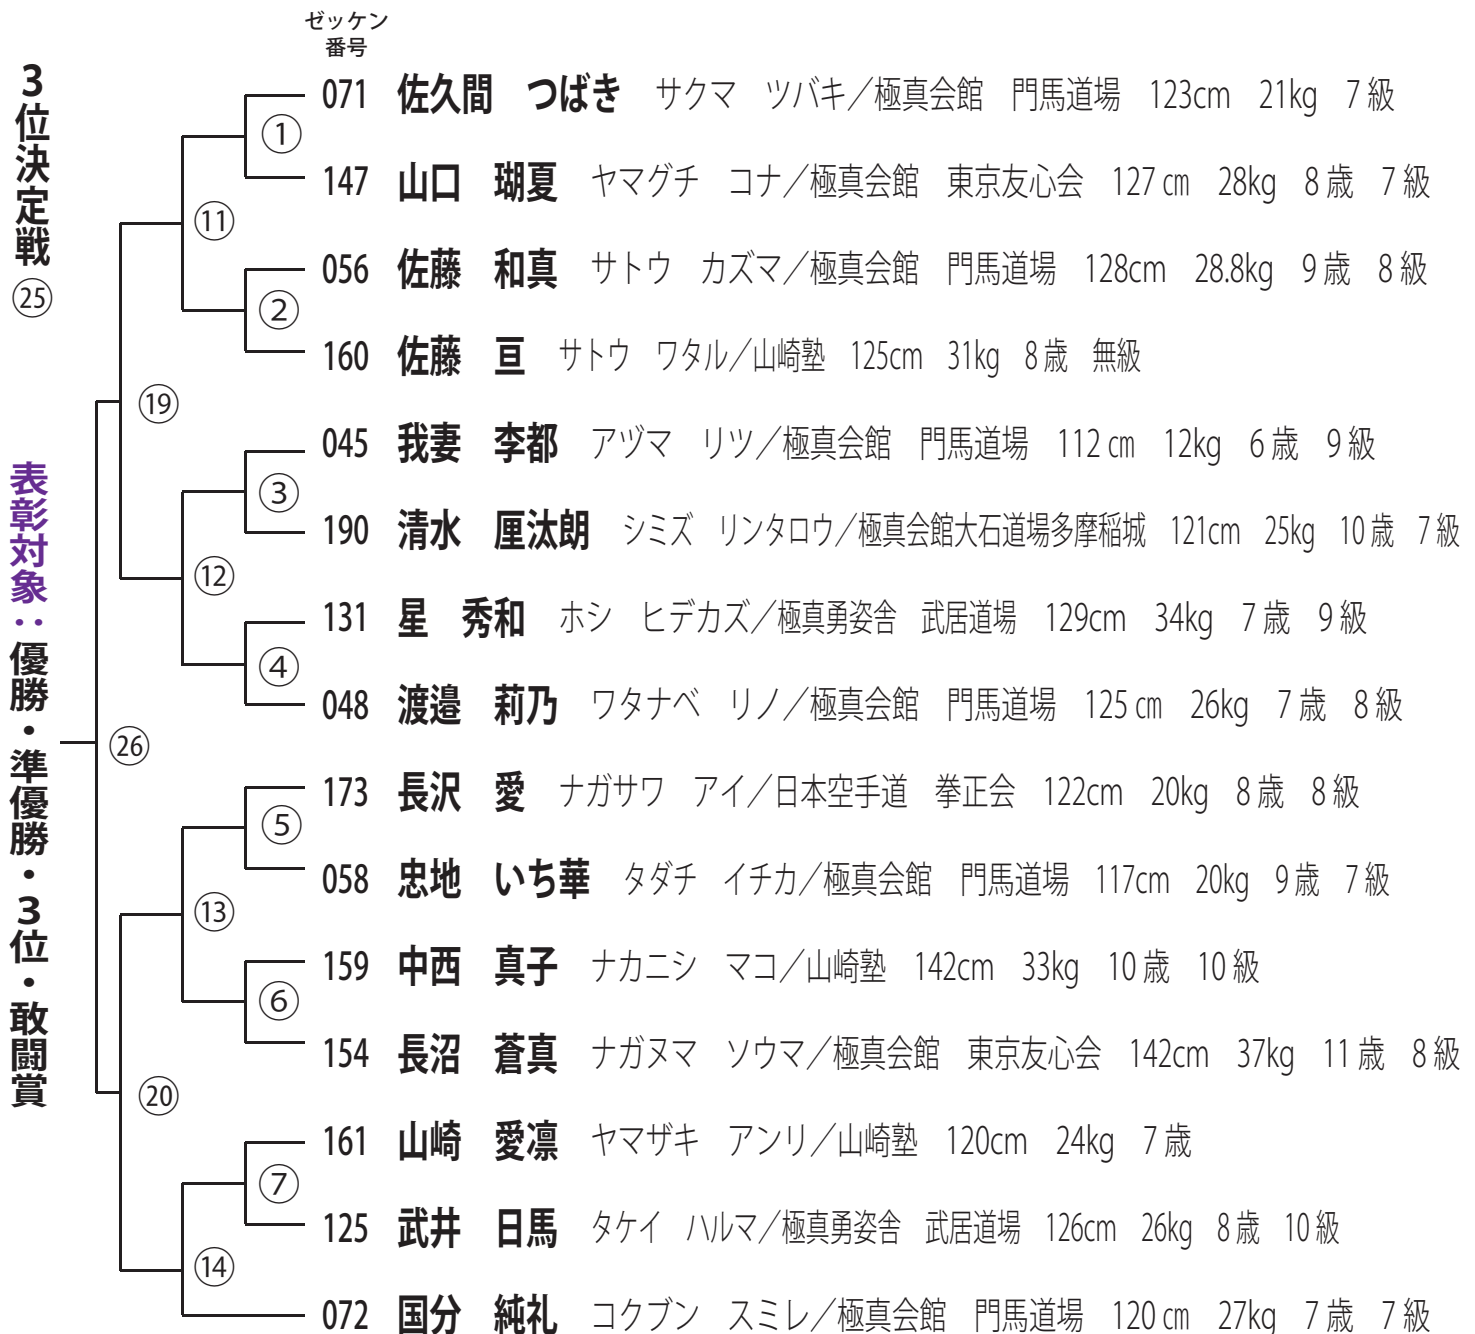 ゼッケン
番号
3位決定戦 ㉕
表彰対象：優勝・準優勝・3位・敢闘賞
071 佐久間 つばき サクマ ツバキ／極真会館 門馬道場 123cm 21kg 7級
①
147 山口 瑚夏 ヤマグチ コナ／極真会館 東京友心会 127㎝ 28kg 8歳 7級
⑪
056 佐藤 和真 サトウ カズマ／極真会館 門馬道場 128cm 28.8kg 9歳 8級
②
160 佐藤 亘 サトウ ワタル／山崎塾 125cm 31kg 8歳 無級
⑲
045 我妻 李都 アヅマ リツ／極真会館 門馬道場 112㎝ 12kg 6歳 9級
③
190 清水 厘汰朗 シミズ リンタロウ／極真会館大石道場多摩稲城 121cm 25kg 10歳 7級
⑫
131 星 秀和 ホシ ヒデカズ／極真勇姿舎 武居道場 129cm 34kg 7歳 9級
④
048 渡邉 莉乃 ワタナベ リノ／極真会館 門馬道場 125㎝ 26kg 7歳 8級
㉖
173 長沢 愛 ナガサワ アイ／日本空手道 拳正会 122cm 20kg 8歳 8級
⑤
058 忠地 いち華 タダチ イチカ／極真会館 門馬道場 117cm 20kg 9歳 7級
⑬
159 中西 真子 ナカニシ マコ／山崎塾 142cm 33kg 10歳 10級
⑥
154 長沼 蒼真 ナガヌマ ソウマ／極真会館 東京友心会 142cm 37kg 11歳 8級
⑳
161 山崎 愛凛 ヤマザキ アンリ／山崎塾 120cm 24kg 7歳
⑦
125 武井 日馬 タケイ ハルマ／極真勇姿舎 武居道場 126cm 26kg 8歳 10級
⑭
072 国分 純礼 コクブン スミレ／極真会館 門馬道場 120㎝ 27kg 7歳 7級